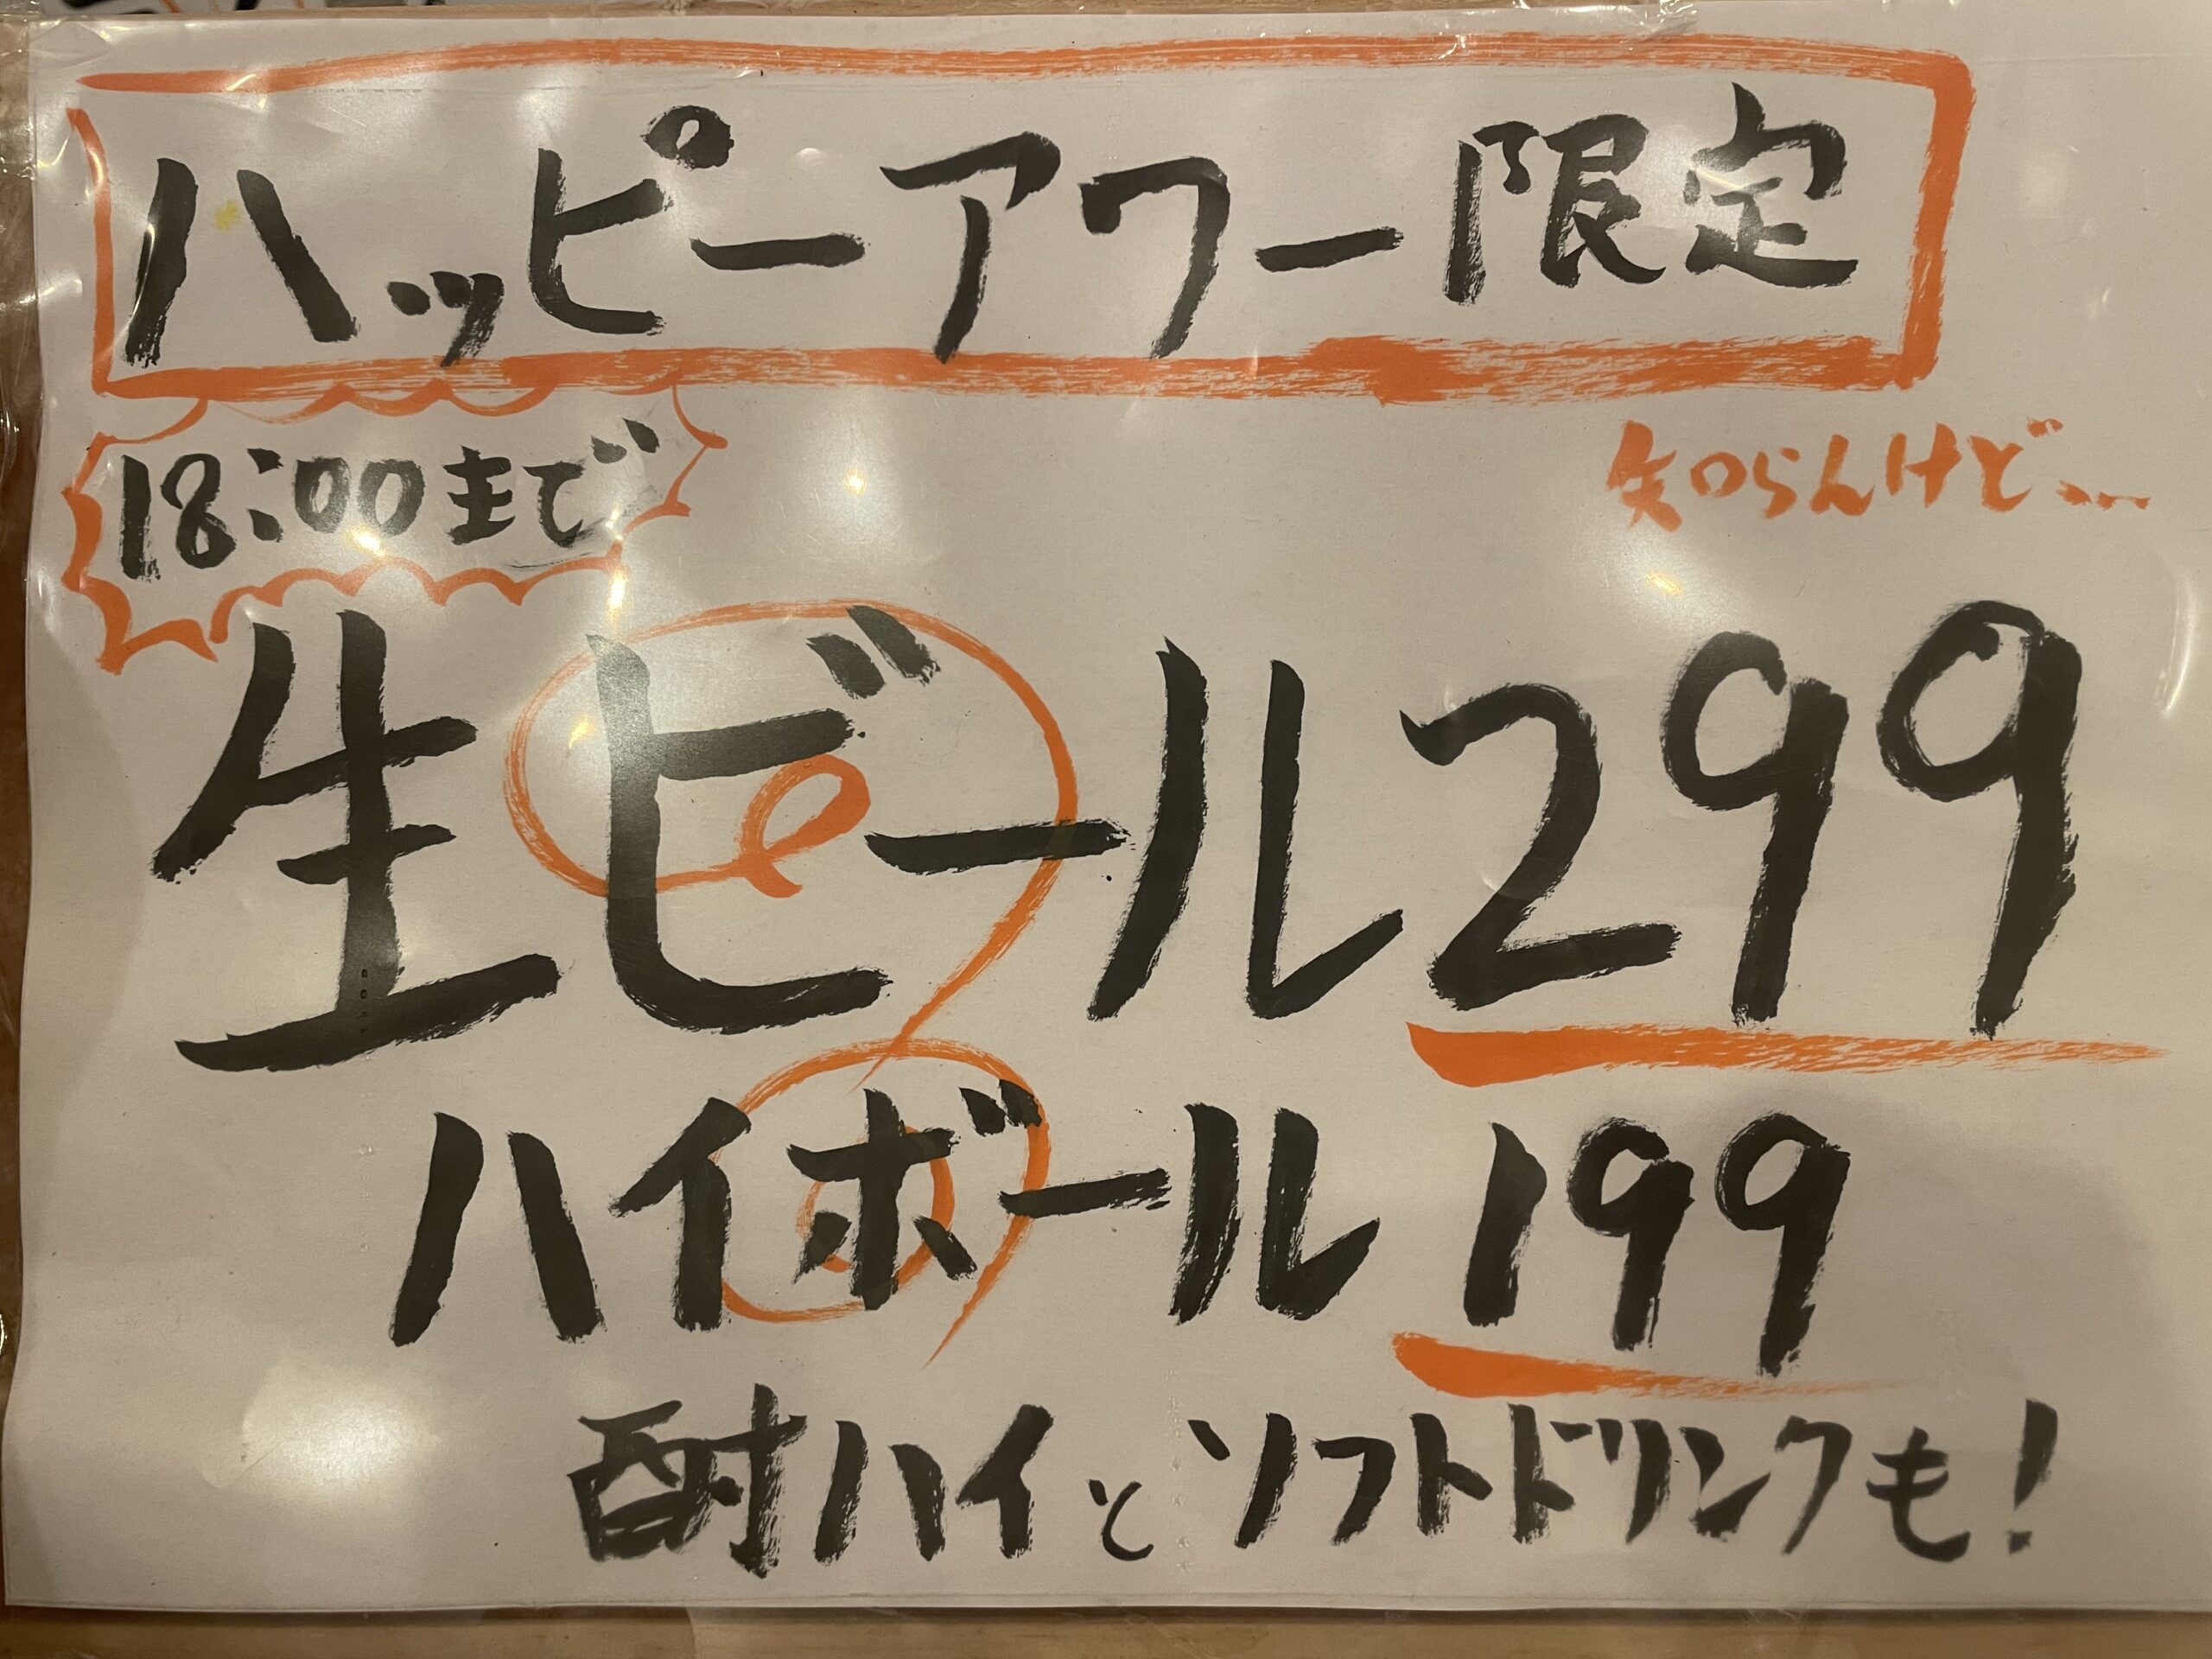 ハッピーアワー限定
18:00まで
知らんけど…
生ビール299
ハイボール199
酎ハイとソフトドリンクも!